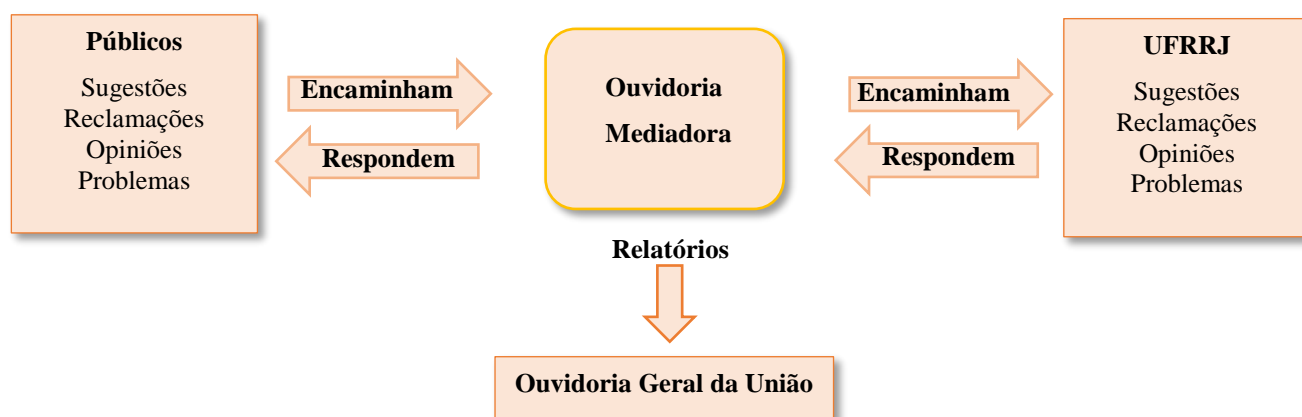 Públicos
Sugestões
Reclamações
Opiniões
Problemas
Encaminham
Respondem
Ouvidoria
Mediadora
Encaminham
Respondem
UFRRJ
Sugestões
Reclamações
Opiniões
Problemas
Relatórios
Ouvidoria Geral da União